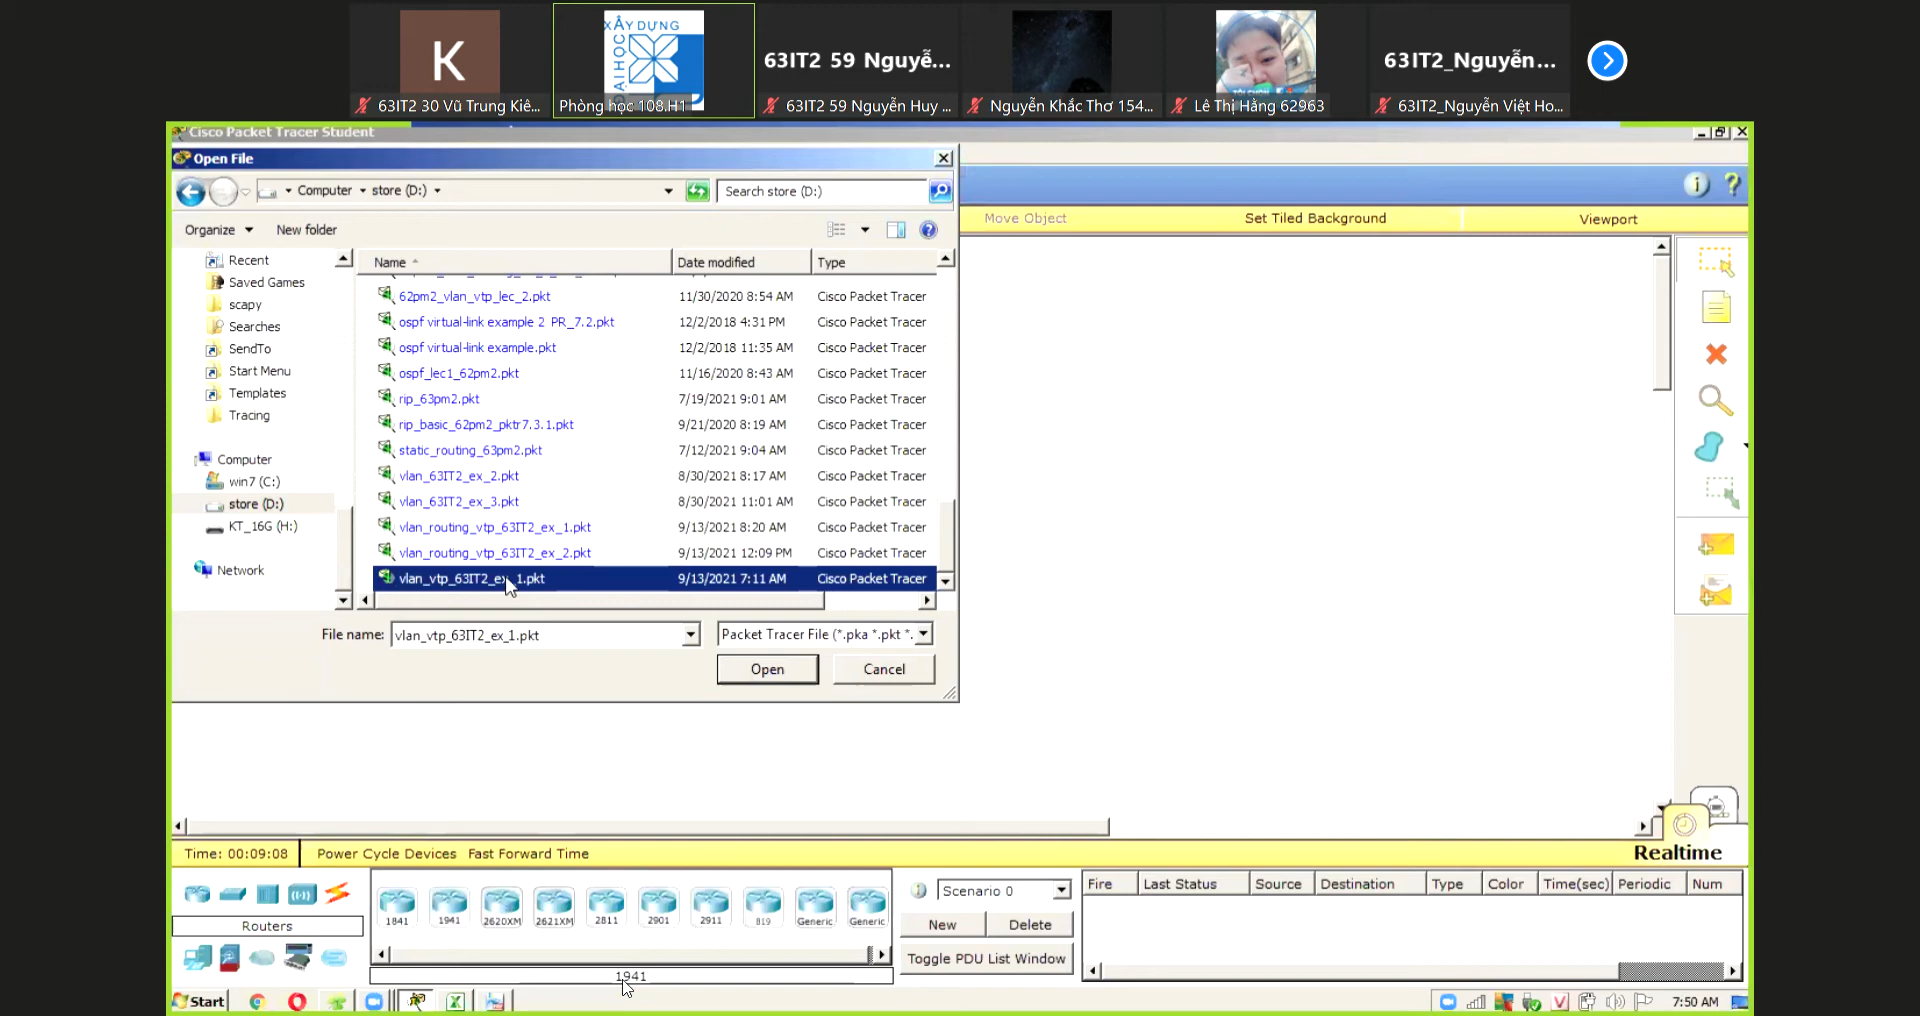 K
XÂY DỰNG
ĐẠI HỌC
63IT2 59 Nguyễ...
63IT2_Nguyễn...
63IT2 30 Vũ Trung Kiê...
Phòng học 108.H1
63IT2 59 Nguyễn Huy ...
Nguyễn Khắc Thơ 154...
Lê Thị Hằng 62963
63IT2_Nguyễn Việt Ho...
Cisco Packet Tracer Student
Open File
Computer store (D:)
Search store (D:)
Organize New folder
Move Object Set Tiled Background Viewport
Name Date modified Type
Recent
Saved Games
scapy
Searches
SendTo
Start Menu
Templates
Tracing
Computer
win7 (C:)
store (D:)
KT_16G (H:)
Network
62pm2_vlan_vtp_lec_2.pkt 11/30/2020 8:54 AM Cisco Packet Tracer
ospf virtual-link example 2 PR_7.2.pkt 12/2/2018 4:31 PM Cisco Packet Tracer
ospf virtual-link example.pkt 12/2/2018 11:35 AM Cisco Packet Tracer
ospf_lec1_62pm2.pkt 11/16/2020 8:43 AM Cisco Packet Tracer
rip_63pm2.pkt 7/19/2021 9:01 AM Cisco Packet Tracer
rip_basic_62pm2_pktr7.3.1.pkt 9/21/2020 8:19 AM Cisco Packet Tracer
static_routing_63pm2.pkt 7/12/2021 9:04 AM Cisco Packet Tracer
vlan_63IT2_ex_2.pkt 8/30/2021 8:17 AM Cisco Packet Tracer
vlan_63IT2_ex_3.pkt 8/30/2021 11:01 AM Cisco Packet Tracer
vlan_routing_vtp_63IT2_ex_1.pkt 9/13/2021 8:20 AM Cisco Packet Tracer
vlan_routing_vtp_63IT2_ex_2.pkt 9/13/2021 12:09 PM Cisco Packet Tracer
vlan_vtp_63IT2_ex_1.pkt 9/13/2021 7:11 AM Cisco Packet Tracer
File name: vlan_vtp_63IT2_ex_1.pkt Packet Tracer File (*.pka *.pkt *.
Open Cancel
Time: 00:09:08 Power Cycle Devices Fast Forward Time
Realtime
Routers
1841 1941 2620XM 2621XM 2811 2901 2911 819 Generic Generic
1941
Scenario 0
New Delete
Toggle PDU List Window
Fire Last Status Source Destination Type Color Time(sec) Periodic Num
Start
7:50 AM